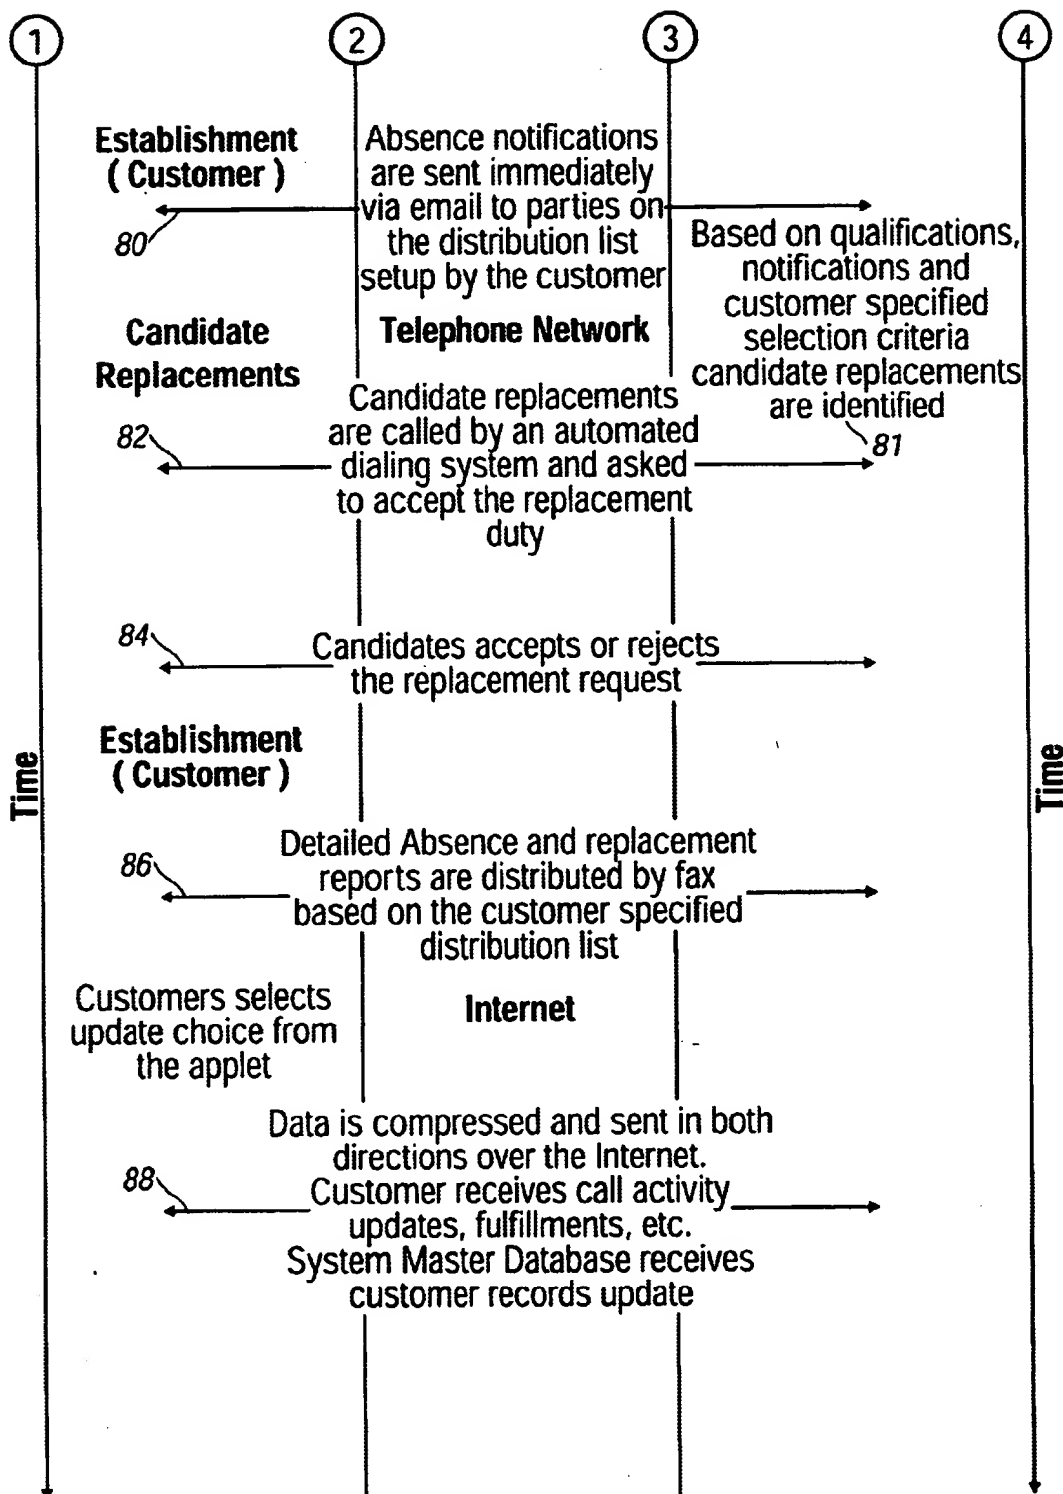 1
2
3
4
Establishment
( Customer )
80
Absence notifications
are sent immediately
via email to parties on
the distribution list
setup by the customer
Based on qualifications,
notifications and
customer specified
selection criteria
candidate replacements
are identified
81
Candidate
Replacements
Telephone Network
82
Candidate replacements
are called by an automated
dialing system and asked
to accept the replacement
duty
84
Candidates accepts or rejects
the replacement request
Establishment
( Customer )
Time
Time
86
Detailed Absence and replacement
reports are distributed by fax
based on the customer specified
distribution list
Customers selects
update choice from
the applet
Internet
88
Data is compressed and sent in both
directions over the Internet.
Customer receives call activity
updates, fulfillments, etc.
System Master Database receives
customer records update